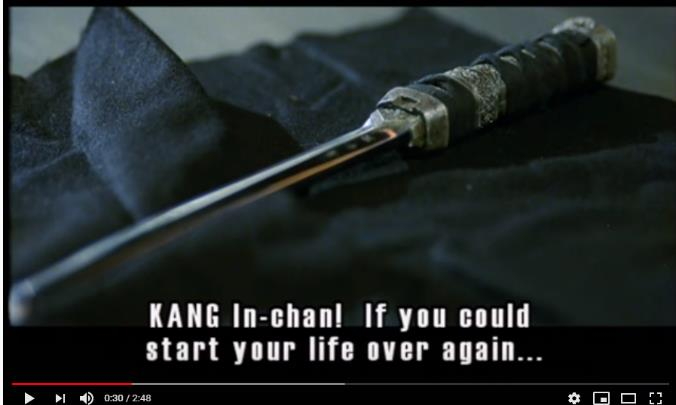 KANG In-chan! If you could
start your life over again...
0:30 / 2:48